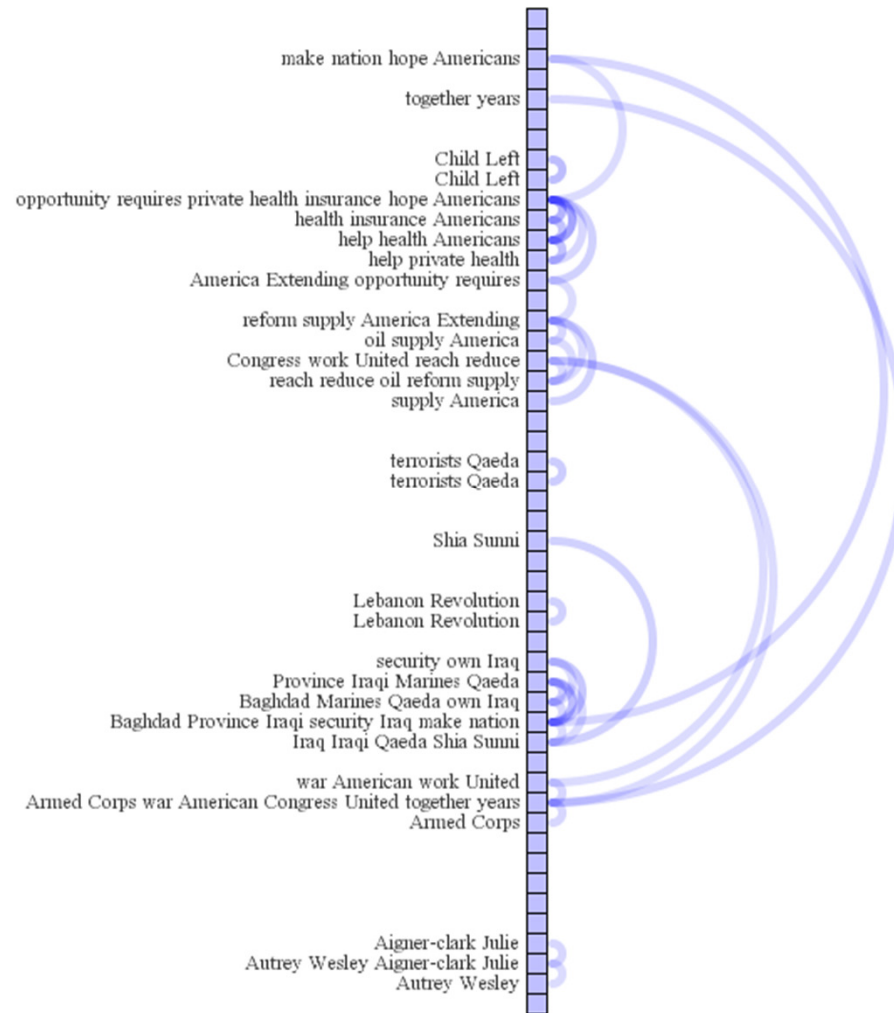 make nation hope Americans
together years
Child Left
Child Left
opportunity requires private health insurance hope Americans
health insurance Americans
help health Americans
help private health
America Extending opportunity requires
reform supply America Extending
oil supply America
Congress work United reach reduce
reach reduce oil reform supply
supply America
terrorists Qaeda
terrorists Qaeda
Shia Sunni
Lebanon Revolution
Lebanon Revolution
security own Iraq
Province Iraqi Marines Qaeda
Baghdad Marines Qaeda own Iraq
Baghdad Province Iraqi security Iraq make nation
Iraq Iraqi Qaeda Shia Sunni
war American work United
Armed Corps war American Congress United together years
Armed Corps
Aigner-clark Julie
Autrey Wesley Aigner-clark Julie
Autrey Wesley